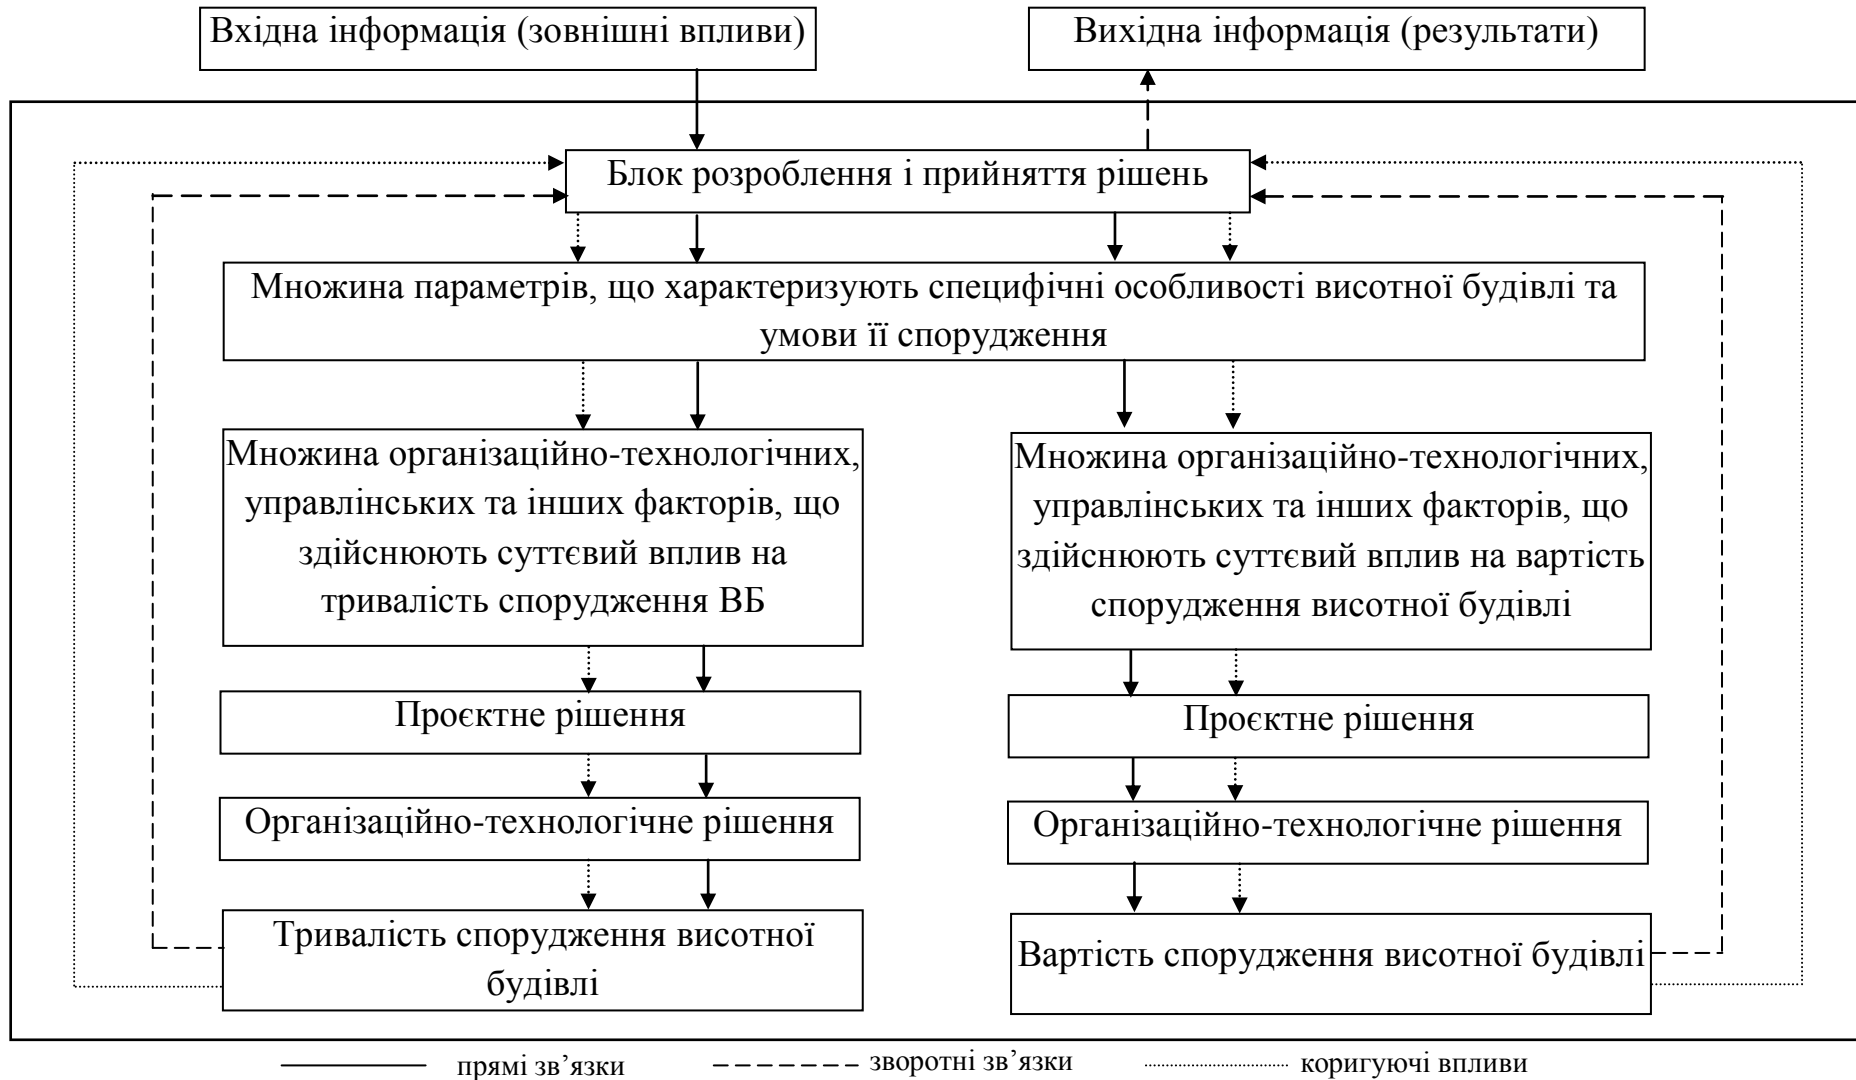 Вхідна інформація (зовнішні впливи)
Вихідна інформація (результати)
Блок розроблення і прийняття рішень
Множина параметрів, що характеризують специфічні особливості висотної будівлі та
умови її спорудження
Множина організаційно-технологічних,
управлінських та інших факторів, що
здійснюють суттєвий вплив на
тривалість спорудження ВБ
Множина організаційно-технологічних,
управлінських та інших факторів, що
здійснюють суттєвий вплив на вартість
спорудження висотної будівлі
Проєктне рішення
Проєктне рішення
Організаційно-технологічне рішення
Організаційно-технологічне рішення
Тривалість спорудження висотної
будівлі
Вартість спорудження висотної будівлі
прямі зв’язки
зворотні зв’язки
коригуючі впливи